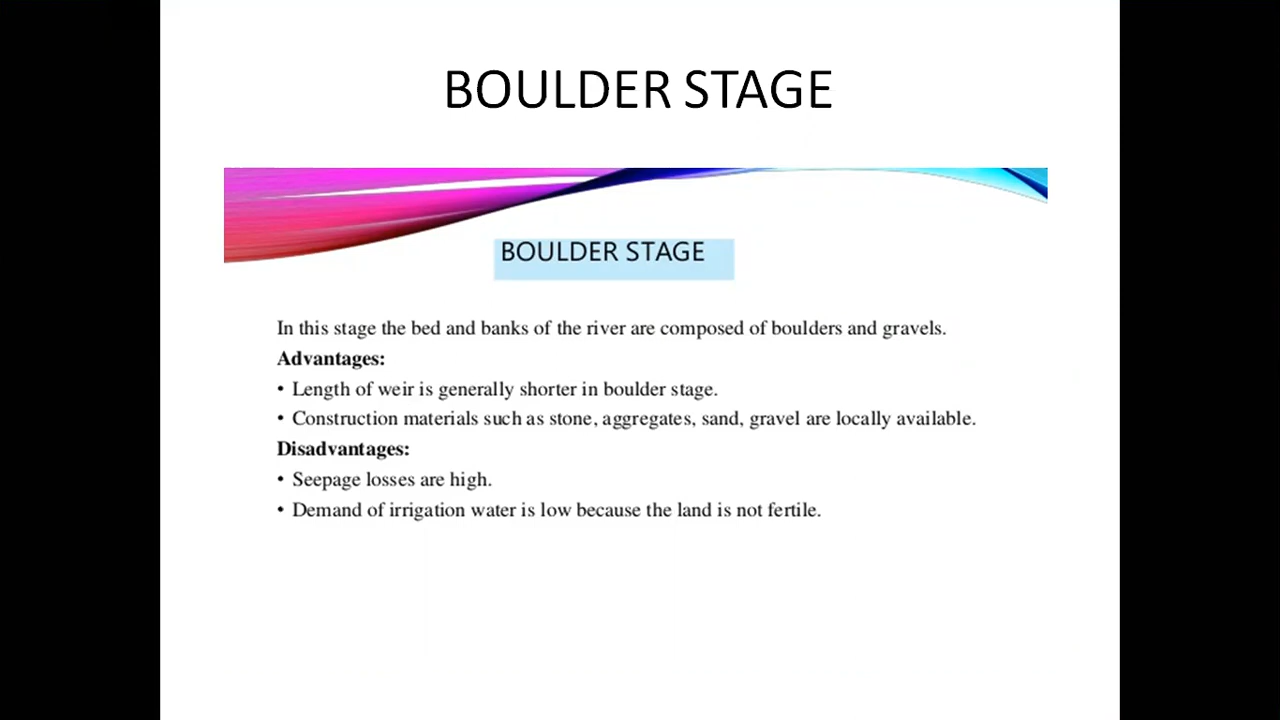 BOULDER STAGE
BOULDER STAGE
In this stage the bed and banks of the river are composed of boulders and gravels.
Advantages:
• Length of weir is generally shorter in boulder stage.
• Construction materials such as stone, aggregates, sand, gravel are locally available.
Disadvantages:
• Seepage losses are high.
• Demand of irrigation water is low because the land is not fertile.